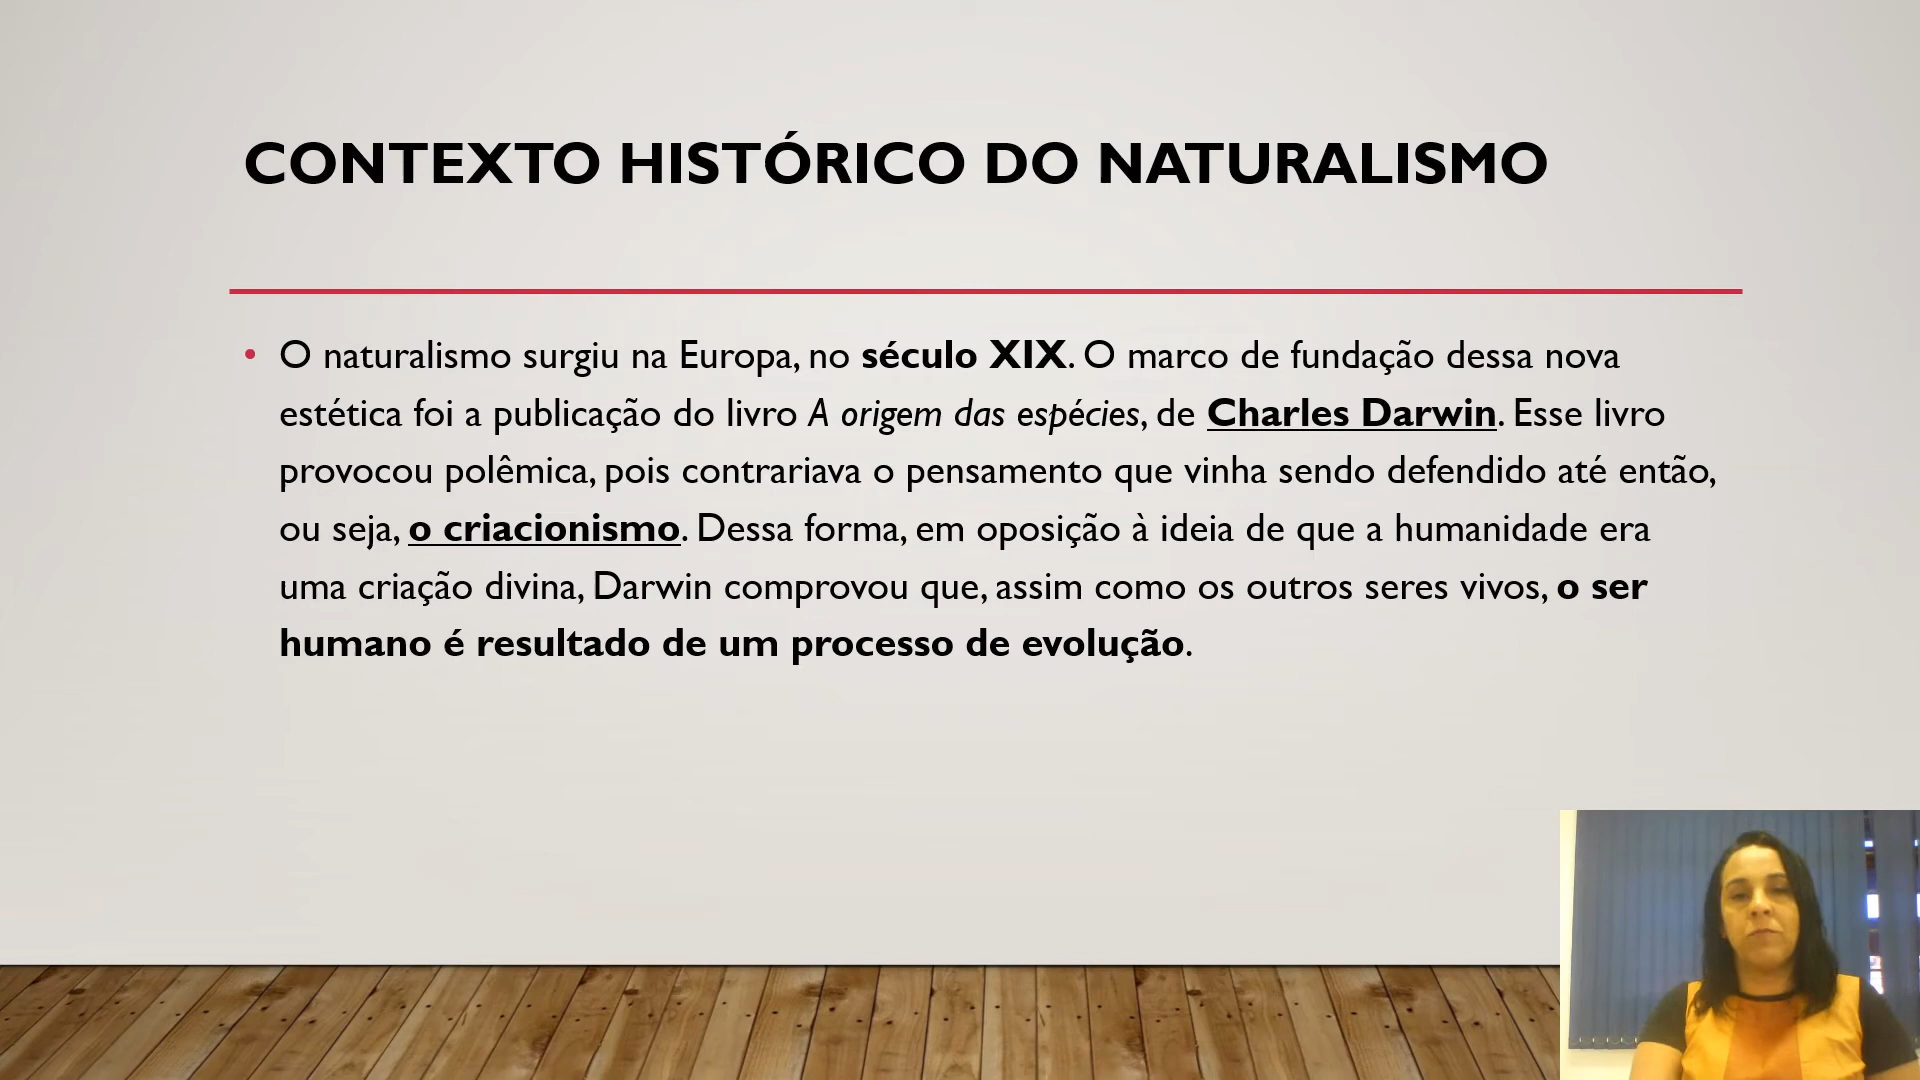 CONTEXTO HISTÓRICO DO NATURALISMO
• O naturalismo surgiu na Europa, no século XIX. O marco de fundação dessa nova
estética foi a publicação do livro A origem das espécies, de Charles Darwin. Esse livro
provocou polêmica, pois contrariava o pensamento que vinha sendo defendido até então,
ou seja, o criacionismo. Dessa forma, em oposição à ideia de que a humanidade era
uma criação divina, Darwin comprovou que, assim como os outros seres vivos, o ser
humano é resultado de um processo de evolução.